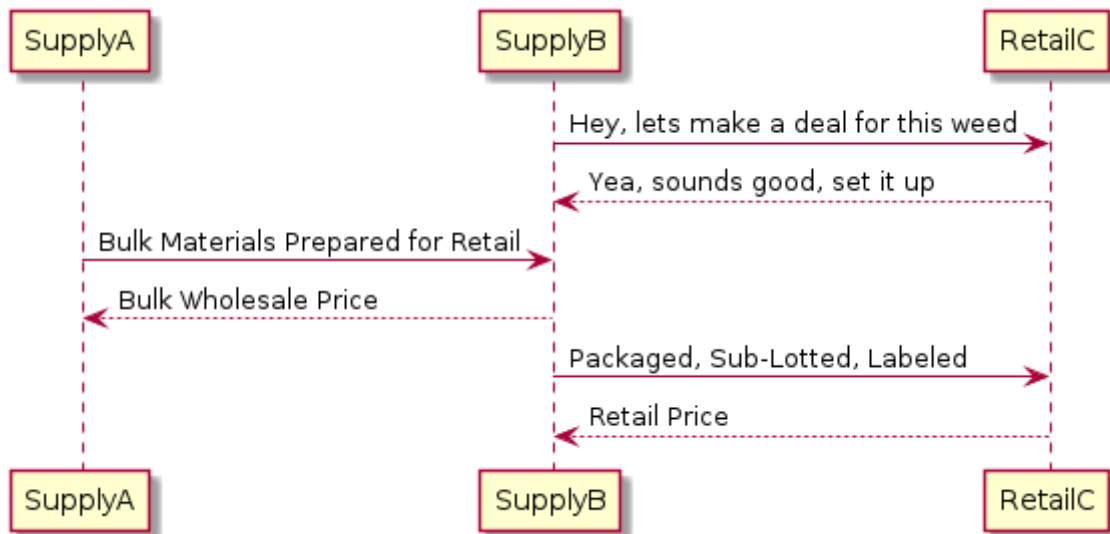 SupplyA SupplyB RetailC
Hey, lets make a deal for this weed
Yea, sounds good, set it up
Bulk Materials Prepared for Retail
Bulk Wholesale Price
Packaged, Sub-Lotted, Labeled
Retail Price
SupplyA SupplyB RetailC